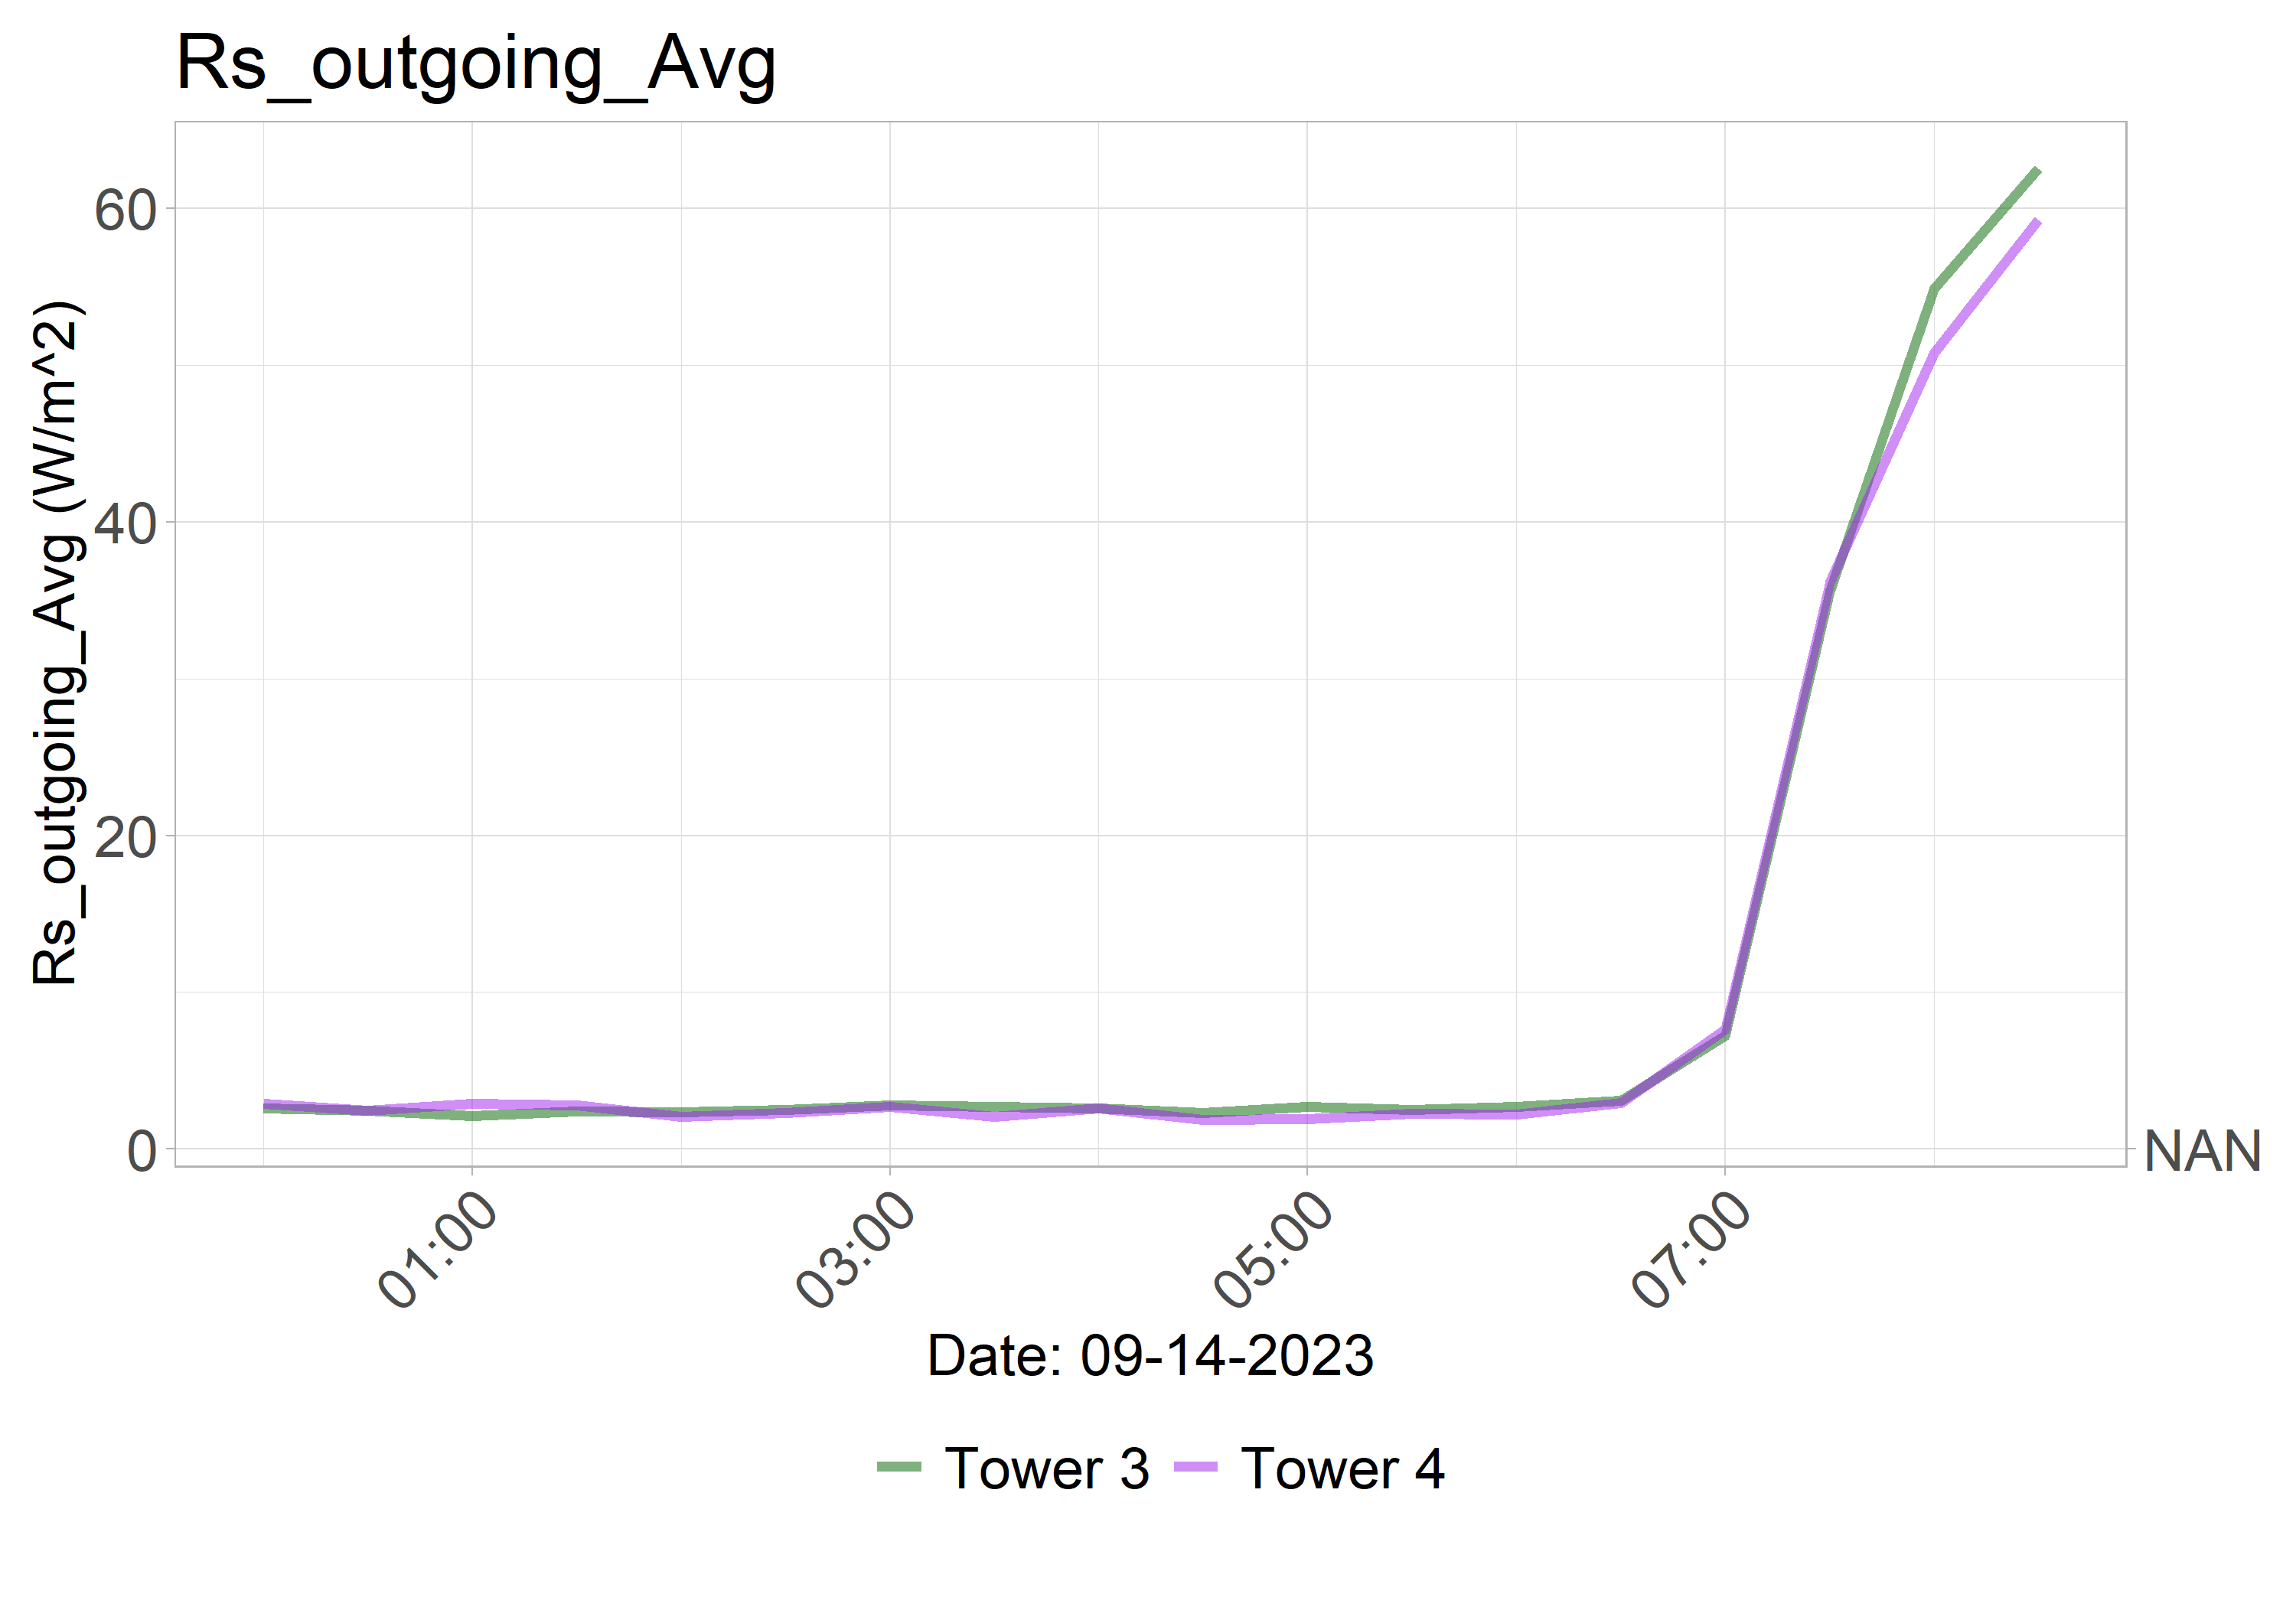 Rs_outgoing_Avg
Rs_outgoing_Avg (W/m^2)
60
40
20
0
NAN
01:00
03:00
05:00
07:00
Date: 09-14-2023
Tower 3
Tower 4